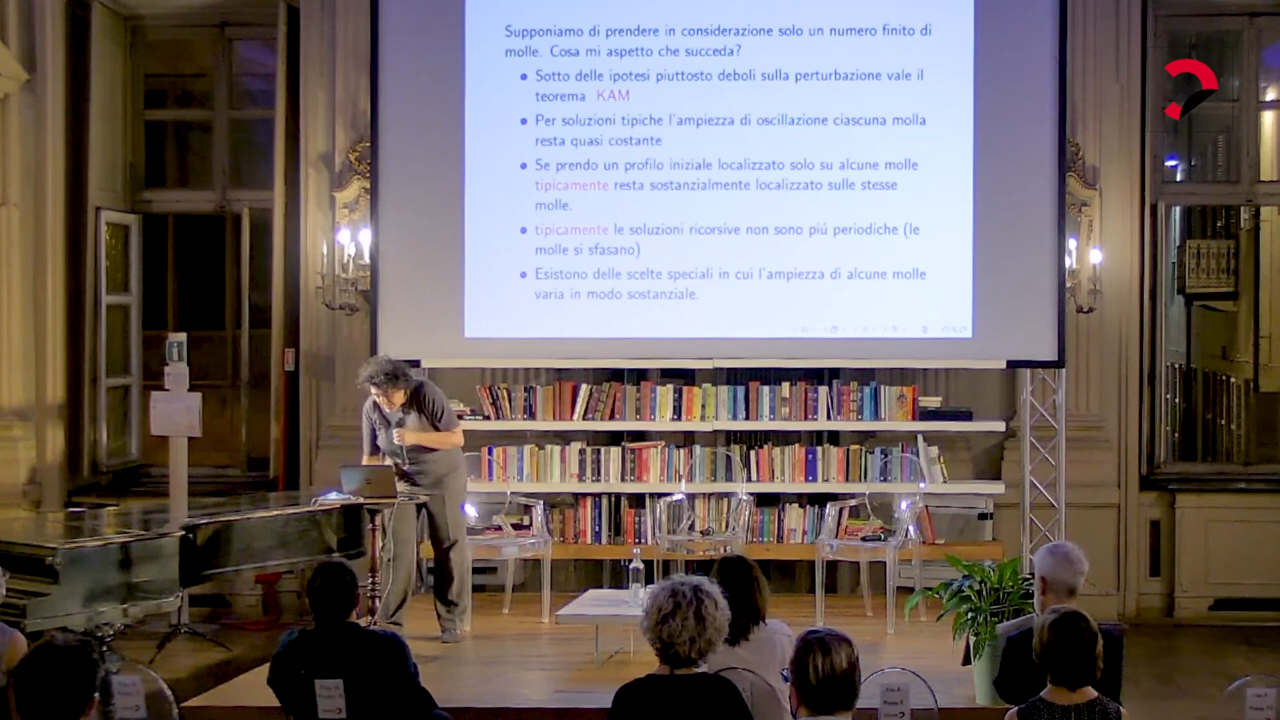 Supponiamo di prendere in considerazione solo un numero finito di
molle. Cosa mi aspetto che succeda?
Sotto delle ipotesi piuttosto deboli sulla perturbazione vale il
teorema KAM
Per soluzioni tipiche l'ampiezza di oscillazione ciascuna molla
resta quasi costante
Se prendo un profilo iniziale localizzato solo su alcune molle
tipicamente resta sostanzialmente localizzato sulle stesse
molle.
tipicamente le soluzioni ricorsive non sono piú periodiche (le
molle si sfasano)
Esistono delle scelte speciali in cui l'ampiezza di alcune molle
varia in modo sostanziale.